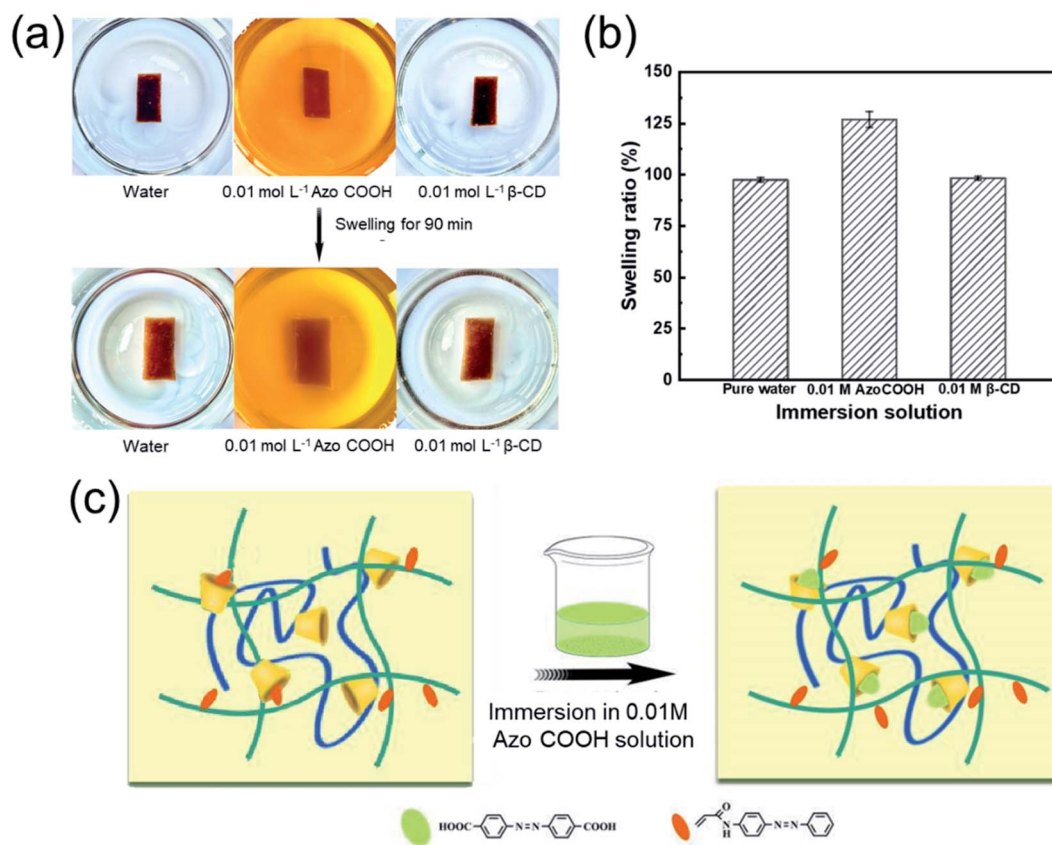 (a)
Water
0.01 mol L⁻¹ Azo COOH
0.01 mol L⁻¹ β-CD
Swelling for 90 min
Water
0.01 mol L⁻¹ Azo COOH
0.01 mol L⁻¹ β-CD
(b)
Swelling ratio (%)
150
125
100
75
50
25
0
Pure water
0.01 M AzoCOOH
0.01 M β-CD
Immersion solution
(c)
Immersion in 0.01M
Azo COOH solution
HOOC
N=N
COOH
O
N
H
N=N